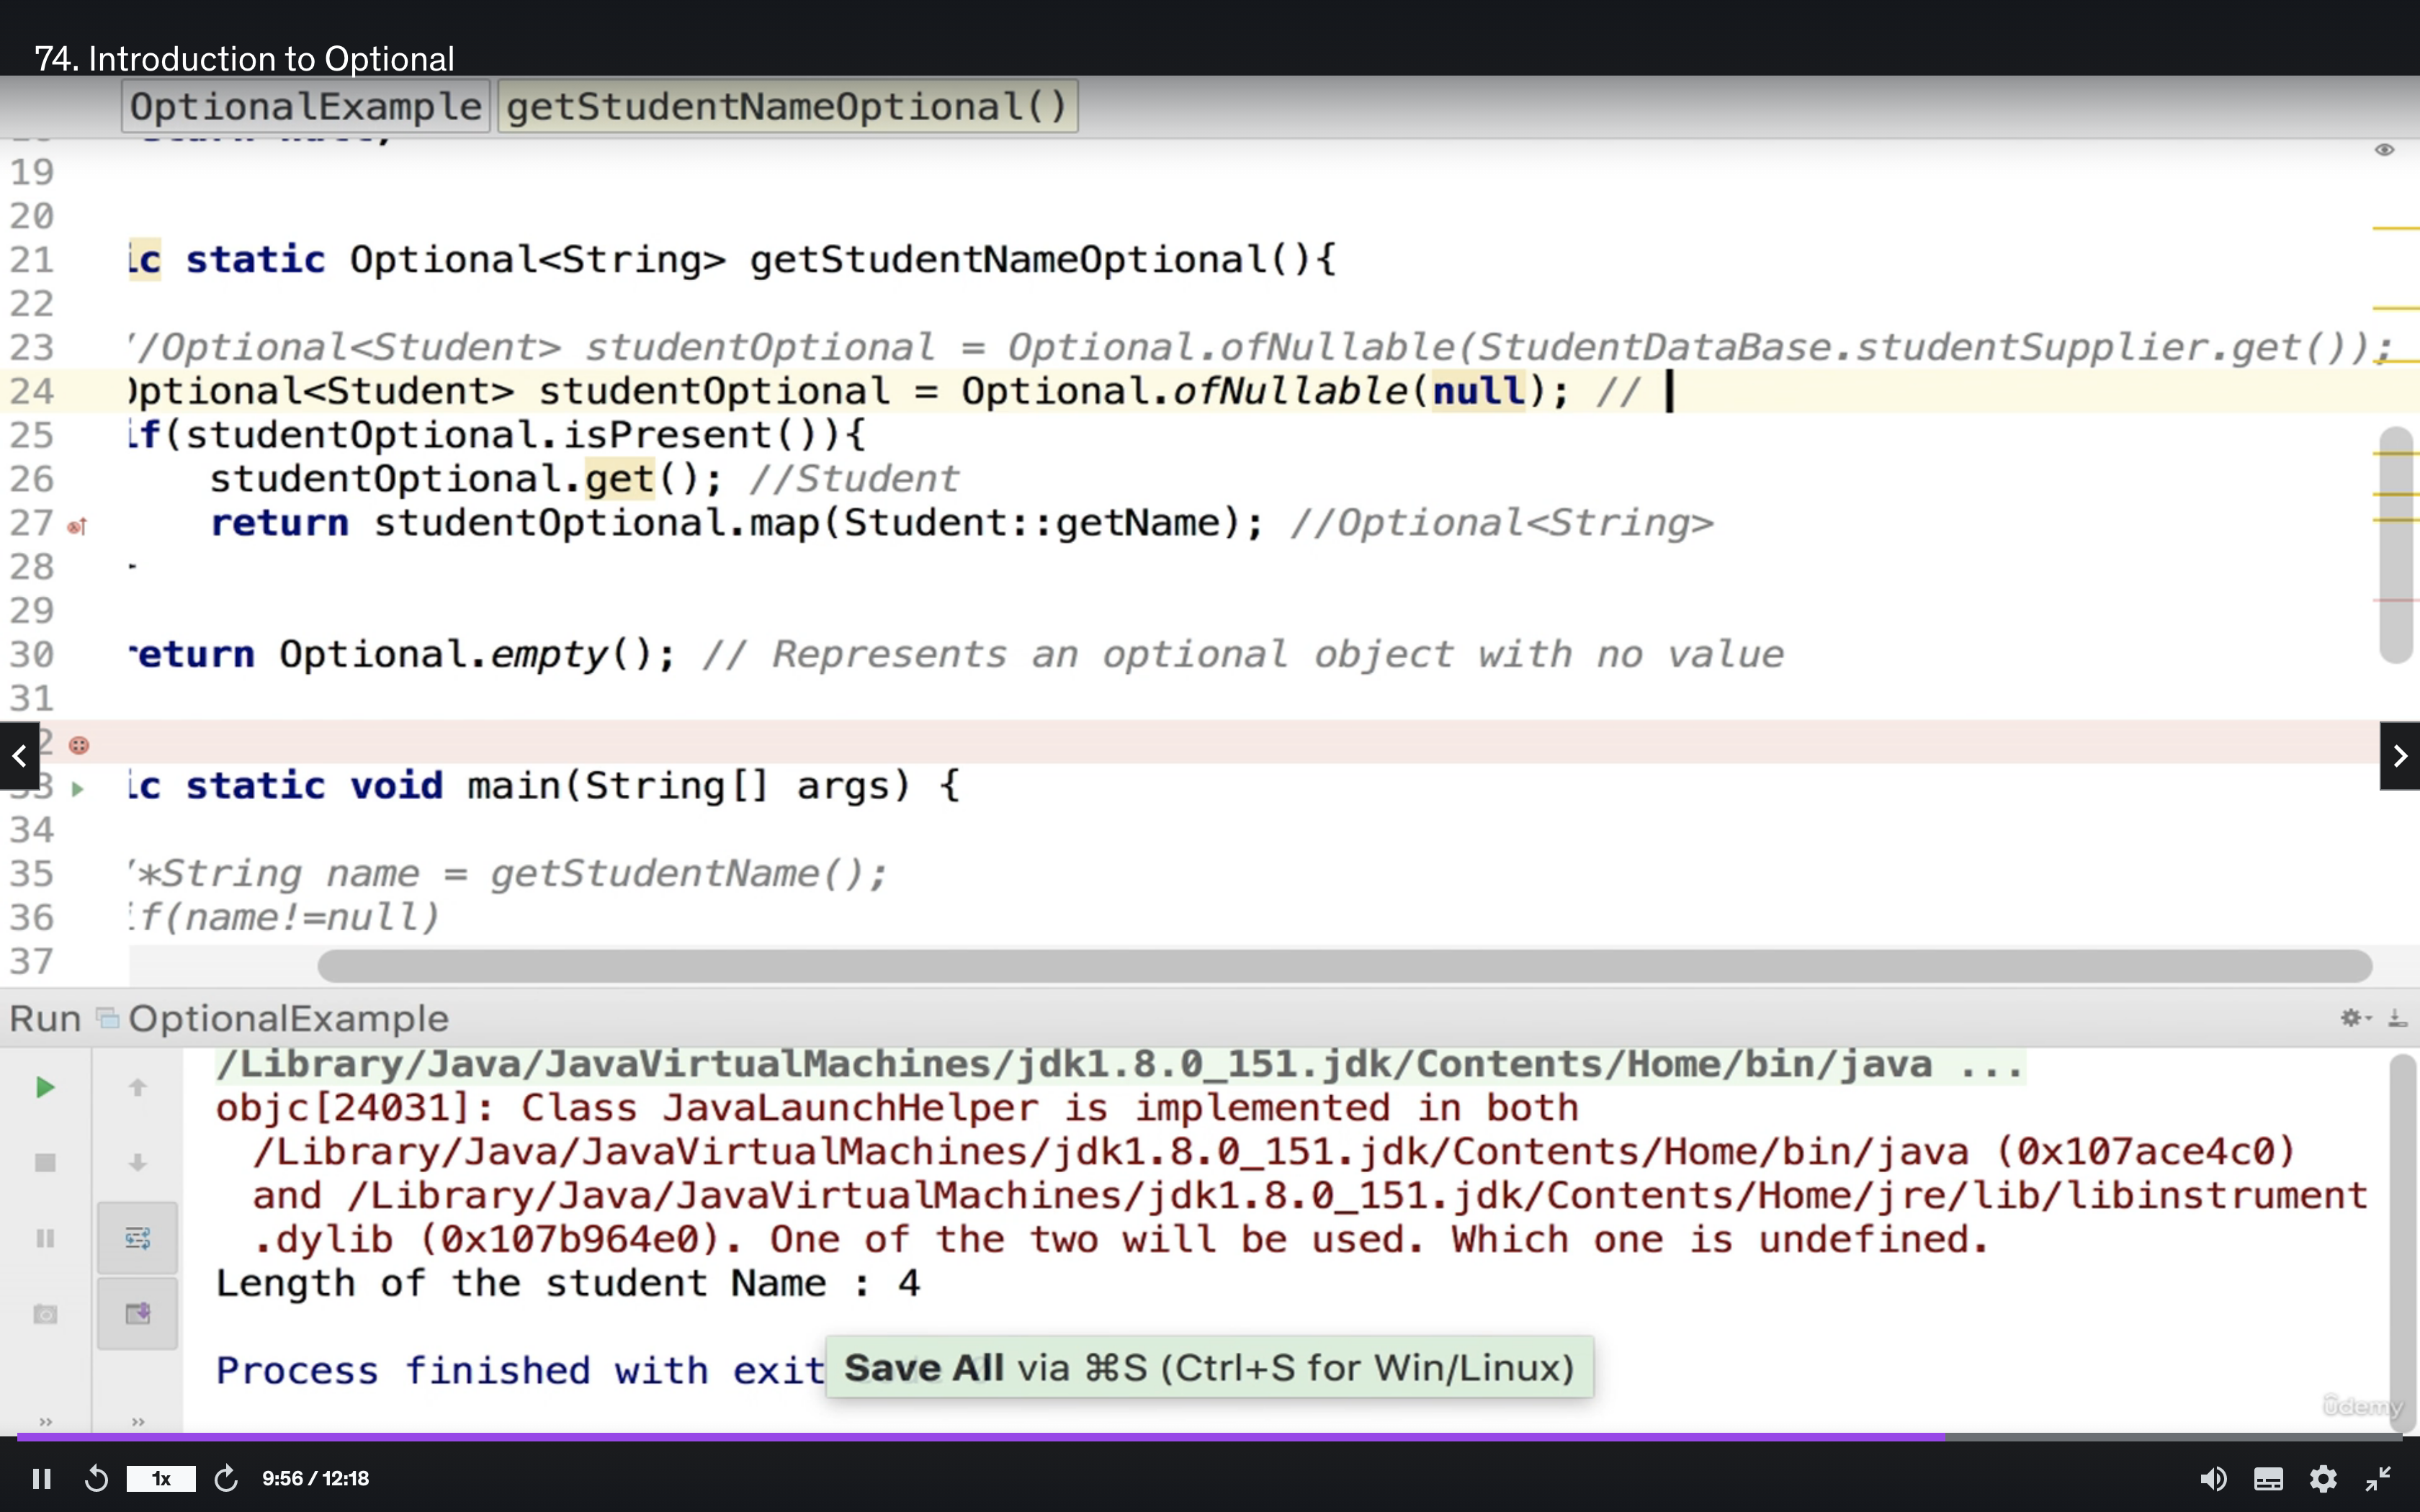 74. Introduction to Optional
OptionalExample getStudentNameOptional()
19
20
21 ic static Optional<String> getStudentNameOptional(){
22
23 //Optional<Student> studentOptional = Optional.ofNullable(StudentDataBase.studentSupplier.get());
24 Optional<Student> studentOptional = Optional.ofNullable(null); //
25 if(studentOptional.isPresent()){
26 studentOptional.get(); //Student
27 return studentOptional.map(Student::getName); //Optional<String>
28
29
30 return Optional.empty(); // Represents an optional object with no value
31
2
33 ic static void main(String[] args) {
34
35 /*String name = getStudentName();
36 if(name!=null)
37
Run OptionalExample
/Library/Java/JavaVirtualMachines/jdk1.8.0_151.jdk/Contents/Home/bin/java ...
objc[24031]: Class JavaLaunchHelper is implemented in both
/Library/Java/JavaVirtualMachines/jdk1.8.0_151.jdk/Contents/Home/bin/java (0x107ace4c0)
and /Library/Java/JavaVirtualMachines/jdk1.8.0_151.jdk/Contents/Home/jre/lib/libinstrument
.dylib (0x107b964e0). One of the two will be used. Which one is undefined.
Length of the student Name : 4
Process finished with exit
Save All via ⌘S (Ctrl+S for Win/Linux)
ûdemy
1x 9:56 / 12:18